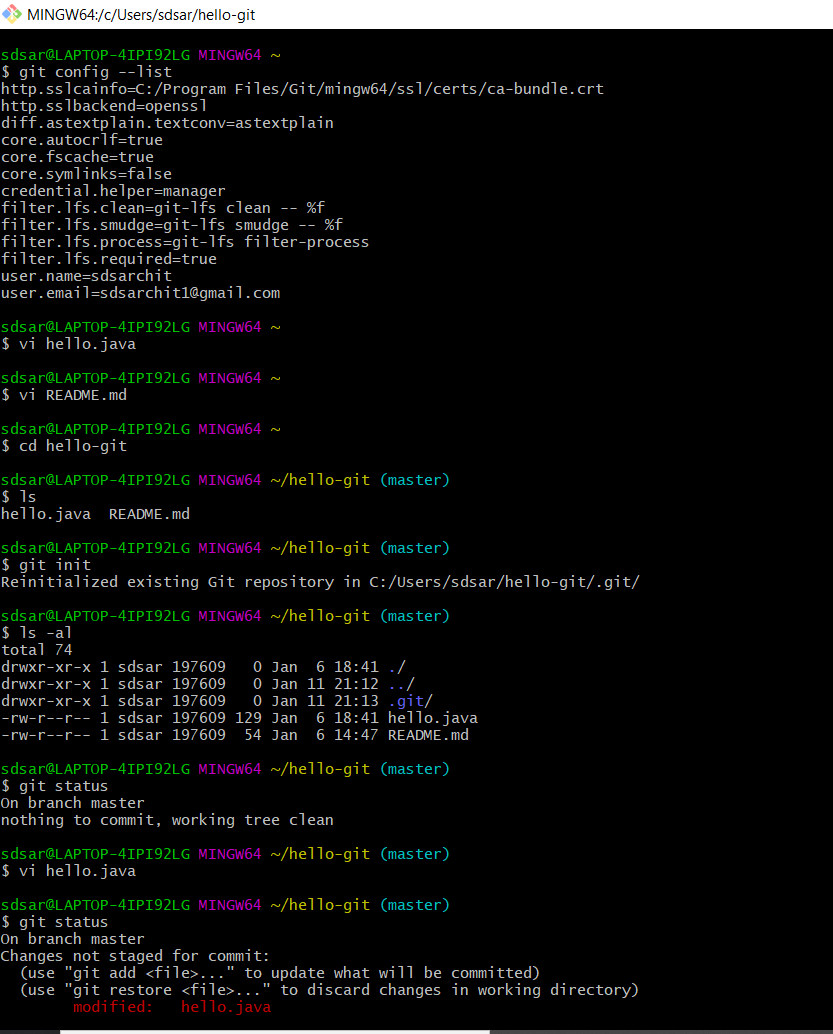 MINGW64:/c/Users/sdsar/hello-git
sdsar@LAPTOP-4IPI92LG MINGW64 ~
$ git config --list
http.sslcainfo=C:/Program Files/Git/mingw64/ssl/certs/ca-bundle.crt
http.sslbackend=openssl
diff.astextplain.textconv=astextplain
core.autocrlf=true
core.fscache=true
core.symlinks=false
credential.helper=manager
filter.lfs.clean=git-lfs clean -- %f
filter.lfs.smudge=git-lfs smudge -- %f
filter.lfs.process=git-lfs filter-process
filter.lfs.required=true
user.name=sdsarchit
user.email=sdsarchit1@gmail.com
sdsar@LAPTOP-4IPI92LG MINGW64 ~
$ vi hello.java
sdsar@LAPTOP-4IPI92LG MINGW64 ~
$ vi README.md
sdsar@LAPTOP-4IPI92LG MINGW64 ~
$ cd hello-git
sdsar@LAPTOP-4IPI92LG MINGW64 ~/hello-git (master)
$ ls
hello.java  README.md
sdsar@LAPTOP-4IPI92LG MINGW64 ~/hello-git (master)
$ git init
Reinitialized existing Git repository in C:/Users/sdsar/hello-git/.git/
sdsar@LAPTOP-4IPI92LG MINGW64 ~/hello-git (master)
$ ls -al
total 74
drwxr-xr-x 1 sdsar 197609   0 Jan  6 18:41 ./
drwxr-xr-x 1 sdsar 197609   0 Jan 11 21:12 ../
drwxr-xr-x 1 sdsar 197609   0 Jan 11 21:13 .git/
-rw-r--r-- 1 sdsar 197609 129 Jan  6 18:41 hello.java
-rw-r--r-- 1 sdsar 197609  54 Jan  6 14:47 README.md
sdsar@LAPTOP-4IPI92LG MINGW64 ~/hello-git (master)
$ git status
On branch master
nothing to commit, working tree clean
sdsar@LAPTOP-4IPI92LG MINGW64 ~/hello-git (master)
$ vi hello.java
sdsar@LAPTOP-4IPI92LG MINGW64 ~/hello-git (master)
$ git status
On branch master
Changes not staged for commit:
  (use "git add <file>..." to update what will be committed)
  (use "git restore <file>..." to discard changes in working directory)
        modified:   hello.java